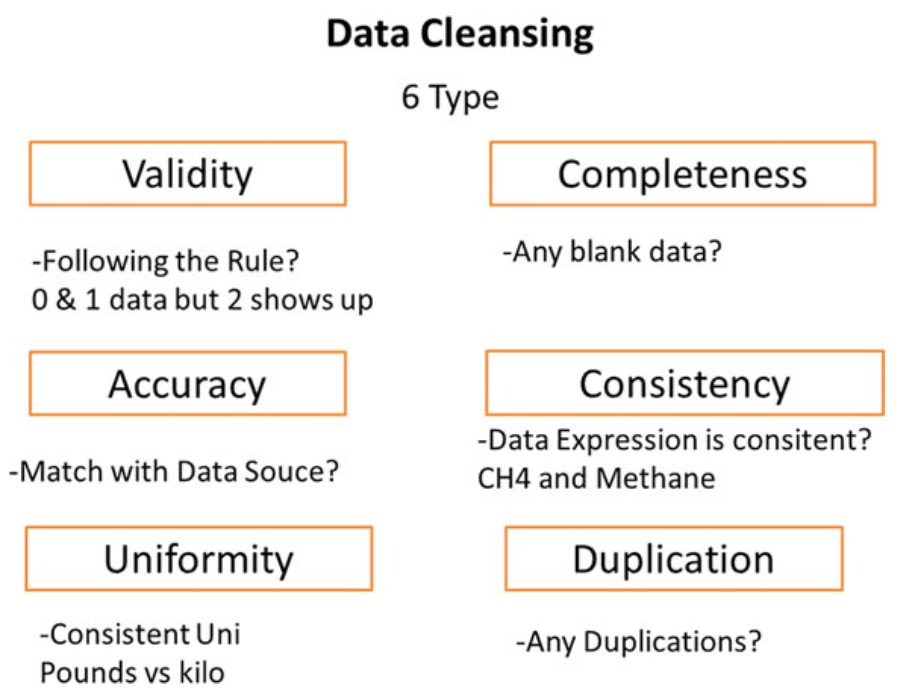 Data Cleansing
6 Type
Validity
-Following the Rule?
0 & 1 data but 2 shows up
Completeness
-Any blank data?
Accuracy
-Match with Data Souce?
Consistency
-Data Expression is consitent?
CH4 and Methane
Uniformity
-Consistent Uni
Pounds vs kilo
Duplication
-Any Duplications?